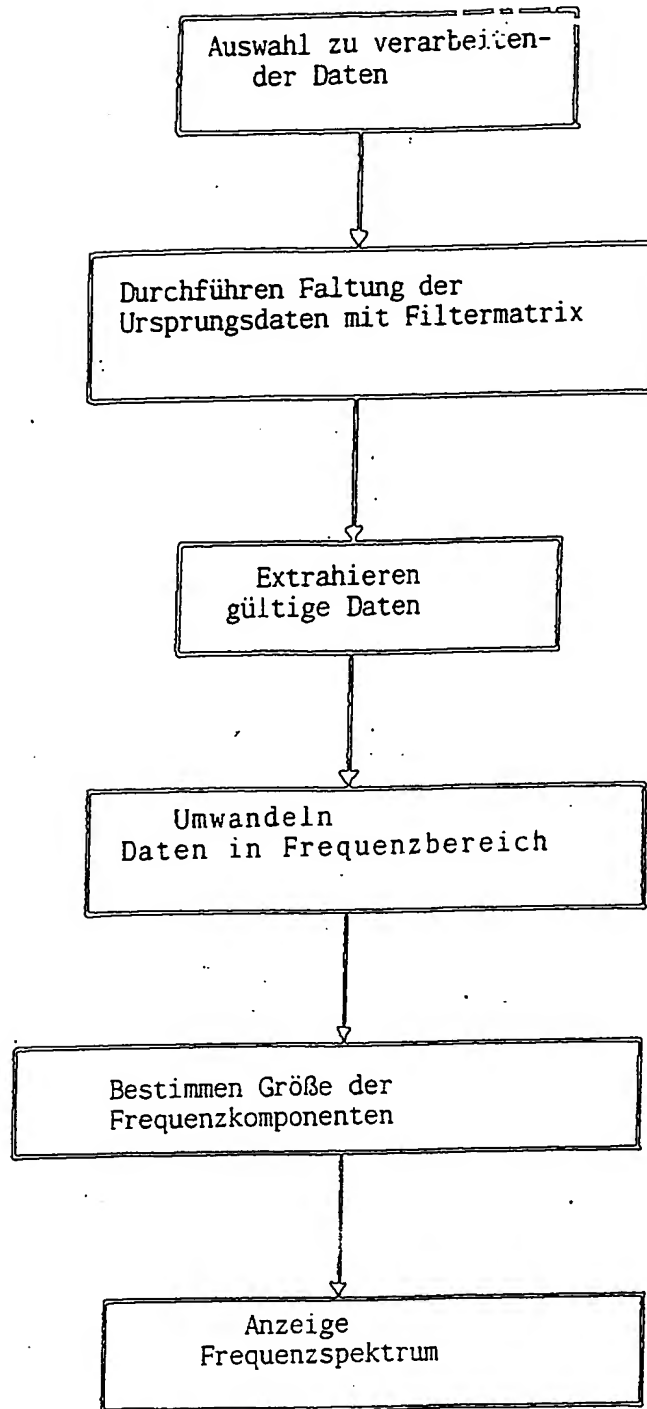 Auswahl zu verarbeiten-
der Daten
Durchführen Faltung der
Ursprungsdaten mit Filtermatrix
Extrahieren
gültige Daten
Umwandeln
Daten in Frequenzbereich
Bestimmen Größe der
Frequenzkomponenten
Anzeige
Frequenzspektrum